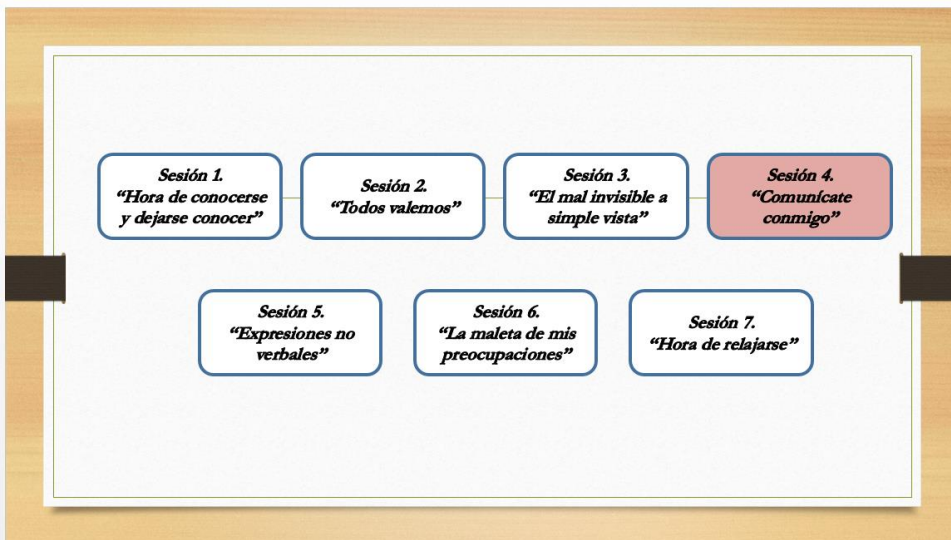 Sesión 1.
“Hora de conocerse
y dejarse conocer”
Sesión 2.
“Todos valemos”
Sesión 3.
“El mal invisible a
simple vista”
Sesión 4.
“Comunícate
conmigo”
Sesión 5.
“Expresiones no
verbales”
Sesión 6.
“La maleta de mis
preocupaciones”
Sesión 7.
“Hora de relajarse”